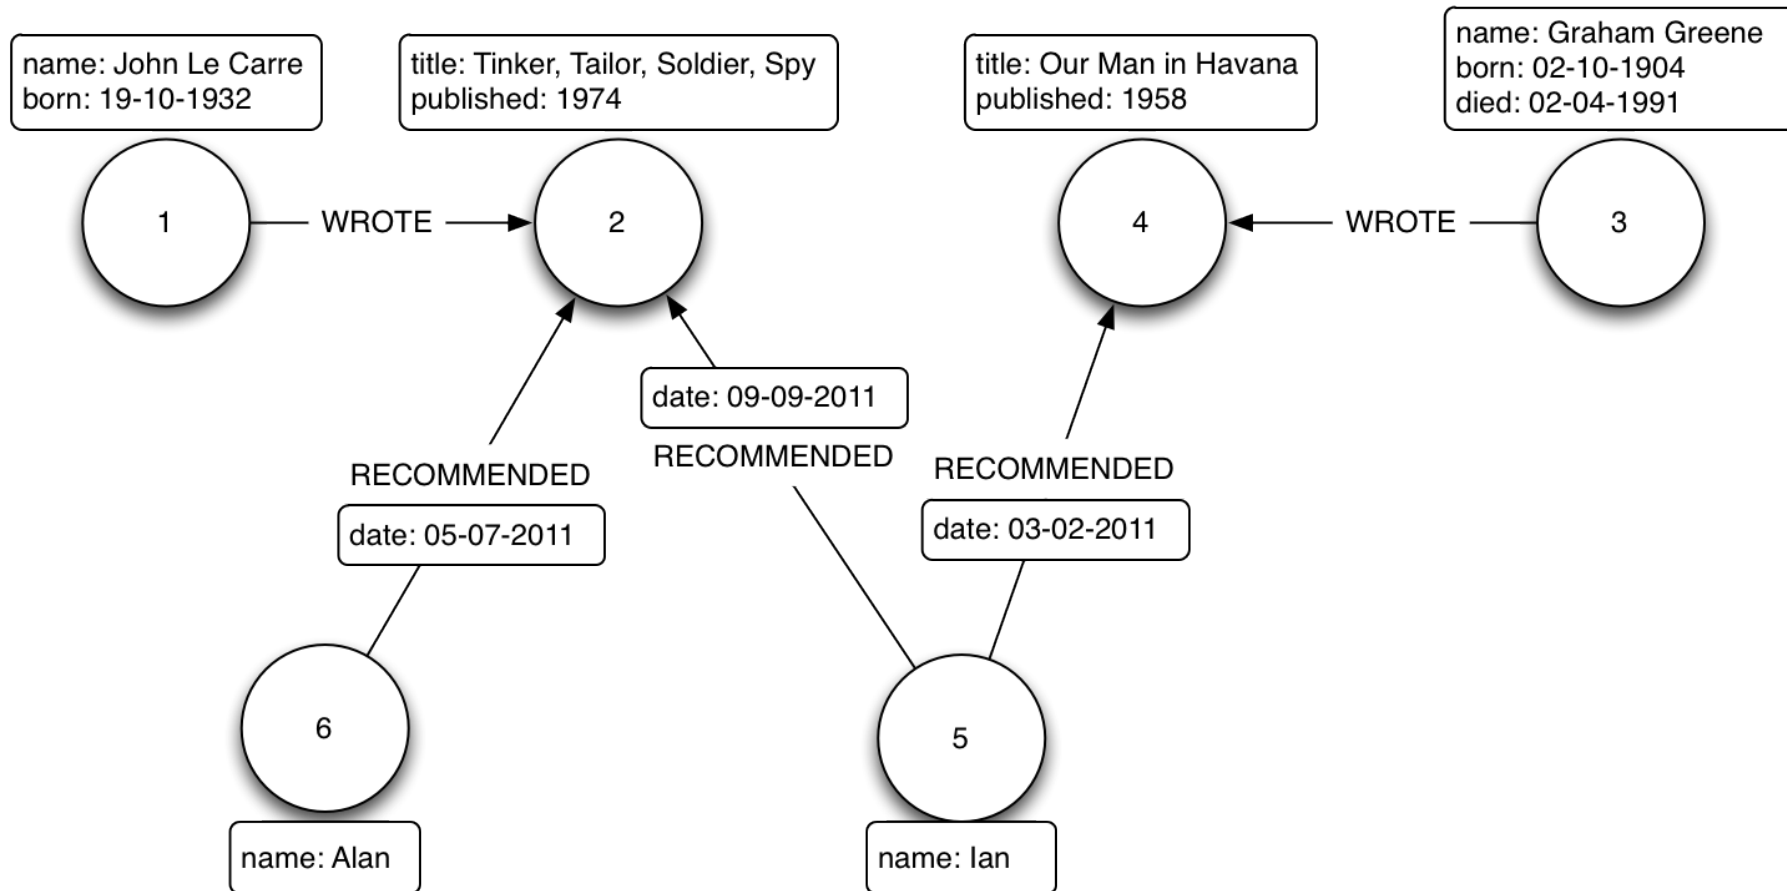 name: John Le Carre
born: 19-10-1932
title: Tinker, Tailor, Soldier, Spy
published: 1974
title: Our Man in Havana
published: 1958
name: Graham Greene
born: 02-10-1904
died: 02-04-1991
1
WROTE
2
4
WROTE
3
date: 09-09-2011
RECOMMENDED
RECOMMENDED
date: 05-07-2011
RECOMMENDED
date: 03-02-2011
6
5
name: Alan
name: Ian